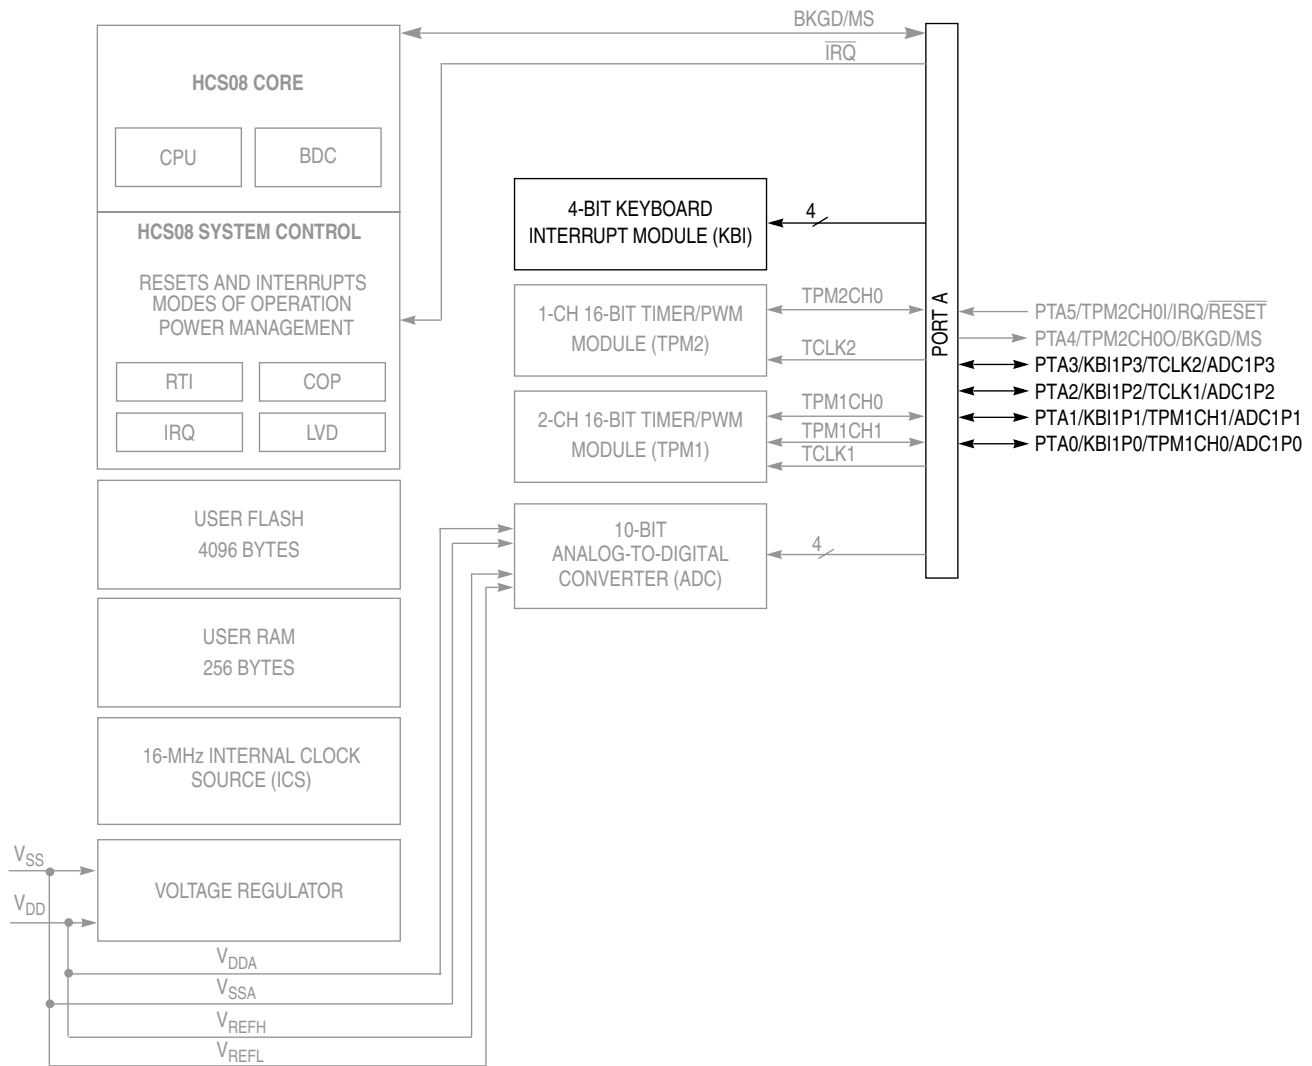 BKGD/MS
IRQ
HCS08 CORE
CPU
BDC
HCS08 SYSTEM CONTROL
RESETS AND INTERRUPTS
MODES OF OPERATION
POWER MANAGEMENT
RTI
COP
IRQ
LVD
USER FLASH
4096 BYTES
USER RAM
256 BYTES
16-MHz INTERNAL CLOCK
SOURCE (ICS)
VOLTAGE REGULATOR
VSS
VDD
VDDA
VSSA
VREFH
VREFL
4-BIT KEYBOARD
INTERRUPT MODULE (KBI)
4
1-CH 16-BIT TIMER/PWM
MODULE (TPM2)
TPM2CH0
TCLK2
2-CH 16-BIT TIMER/PWM
MODULE (TPM1)
TPM1CH0
TPM1CH1
TCLK1
10-BIT
ANALOG-TO-DIGITAL
CONVERTER (ADC)
4
PORT A
PTA5/TPM2CH0I/IRQ/RESET
PTA4/TPM2CH0O/BKGD/MS
PTA3/KBI1P3/TCLK2/ADC1P3
PTA2/KBI1P2/TCLK1/ADC1P2
PTA1/KBI1P1/TPM1CH1/ADC1P1
PTA0/KBI1P0/TPM1CH0/ADC1P0